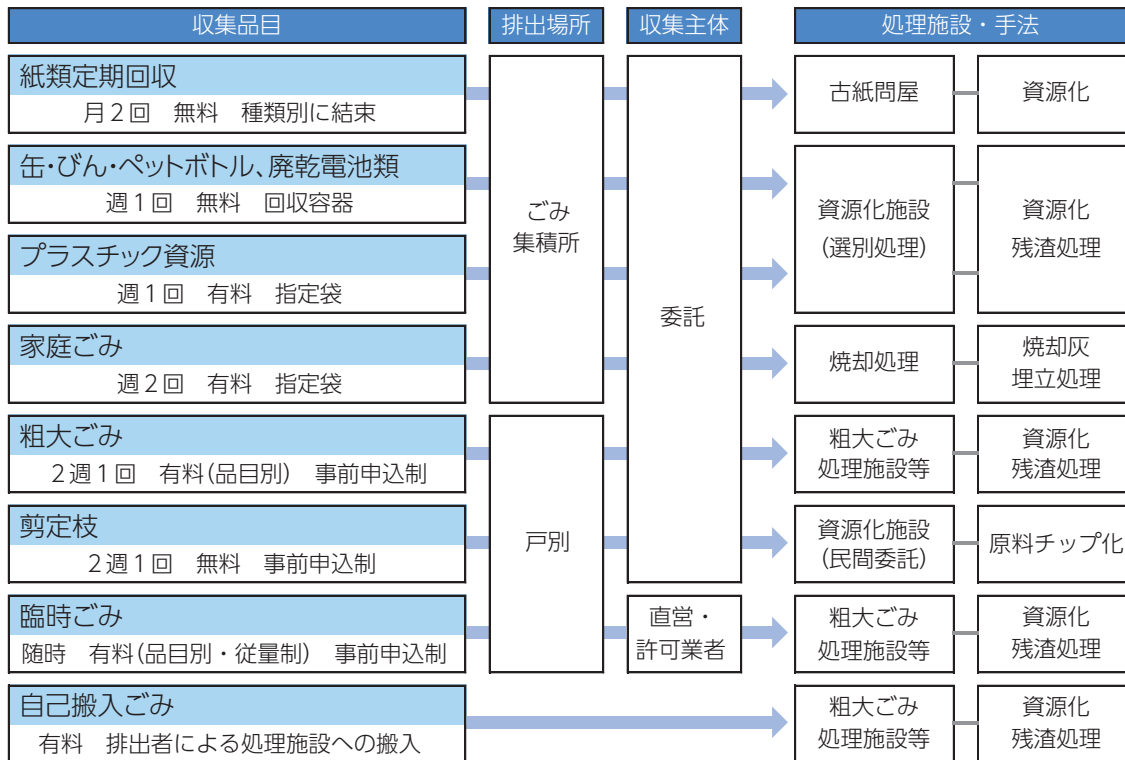 収集品目
排出場所
収集主体
処理施設・手法
紙類定期回収
月2回　無料　種類別に結束
缶・びん・ペットボトル、廃乾電池類
週1回　無料　回収容器
プラスチック資源
週1回　有料　指定袋
家庭ごみ
週2回　有料　指定袋
粗大ごみ
2週1回　有料(品目別)　事前申込制
剪定枝
2週1回　無料　事前申込制
臨時ごみ
随時　有料(品目別・従量制)　事前申込制
自己搬入ごみ
有料　排出者による処理施設への搬入
ごみ
集積所
戸別
委託
直営・
許可業者
古紙問屋
資源化
資源化施設
(選別処理)
資源化
残渣処理
焼却処理
焼却灰
埋立処理
粗大ごみ
処理施設等
資源化
残渣処理
資源化施設
(民間委託)
原料チップ化
粗大ごみ
処理施設等
資源化
残渣処理
粗大ごみ
処理施設等
資源化
残渣処理